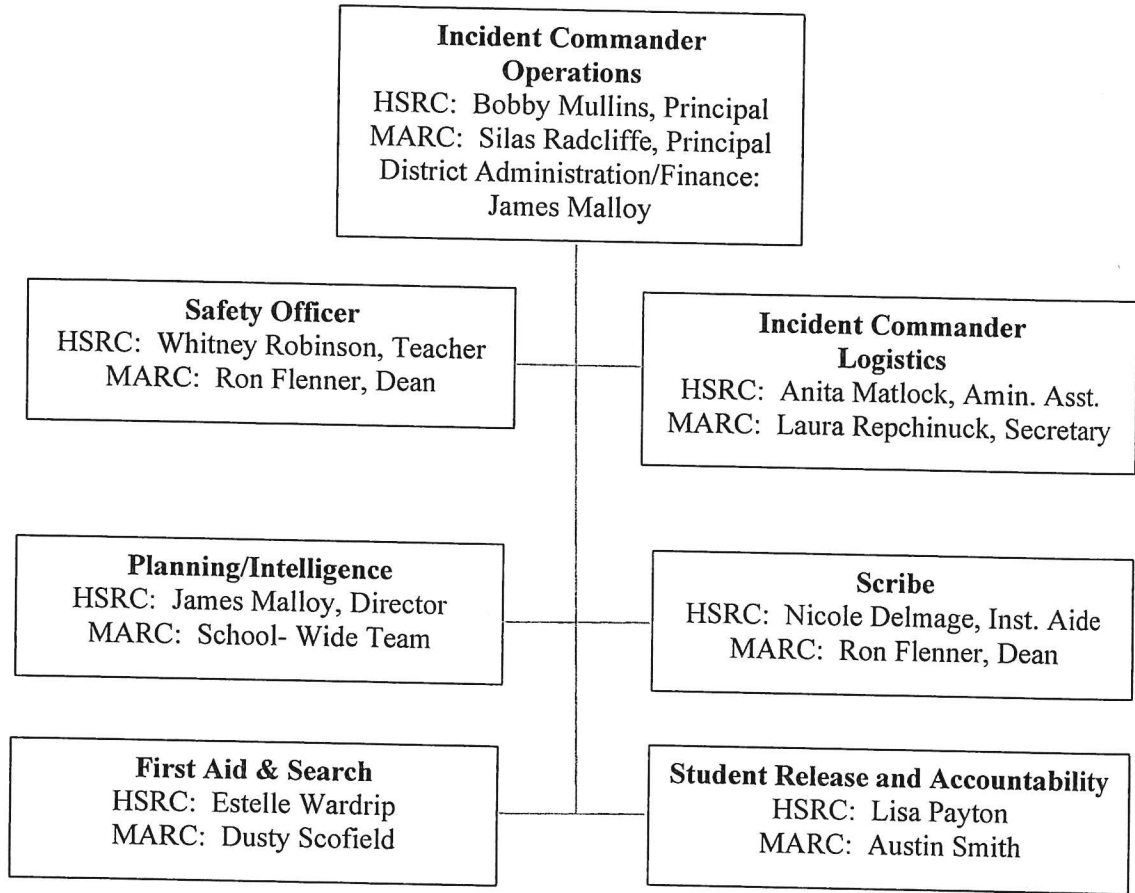 Incident Commander
Operations
HSRC: Bobby Mullins, Principal
MARC: Silas Radcliffe, Principal
District Administration/Finance:
James Malloy
Safety Officer
HSRC: Whitney Robinson, Teacher
MARC: Ron Flenner, Dean
Incident Commander
Logistics
HSRC: Anita Matlock, Amin. Asst.
MARC: Laura Repchinuck, Secretary
Planning/Intelligence
HSRC: James Malloy, Director
MARC: School- Wide Team
Scribe
HSRC: Nicole Delmage, Inst. Aide
MARC: Ron Flenner, Dean
First Aid & Search
HSRC: Estelle Wardrip
MARC: Dusty Scofield
Student Release and Accountability
HSRC: Lisa Payton
MARC: Austin Smith